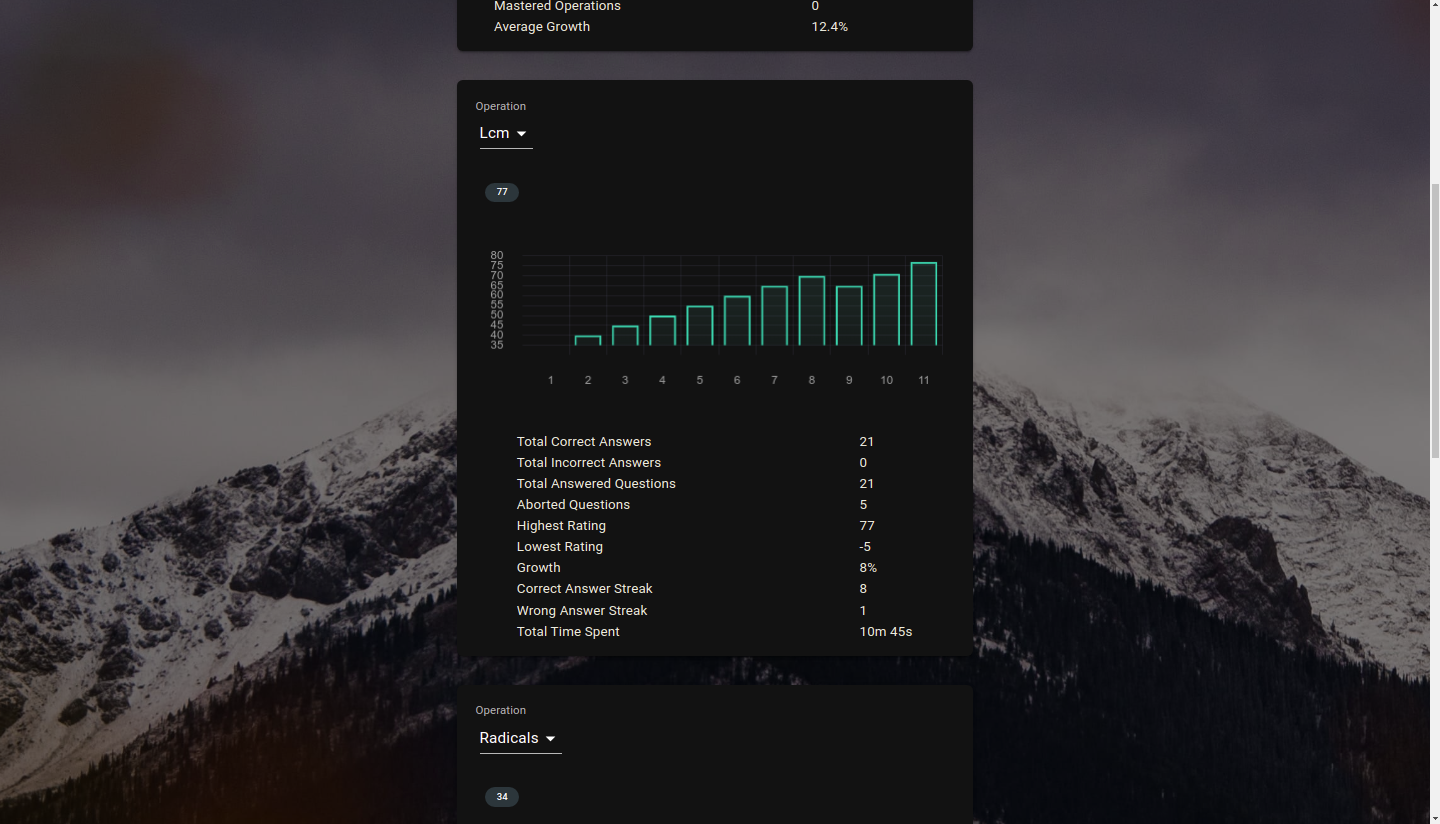 Mastered Operations 0
Average Growth 12.4%
Operation
Lcm
77
80
75
70
65
60
55
50
45
40
35
1 2 3 4 5 6 7 8 9 10 11
Total Correct Answers 21
Total Incorrect Answers 0
Total Answered Questions 21
Aborted Questions 5
Highest Rating 77
Lowest Rating -5
Growth 8%
Correct Answer Streak 8
Wrong Answer Streak 1
Total Time Spent 10m 45s
Operation
Radicals
34